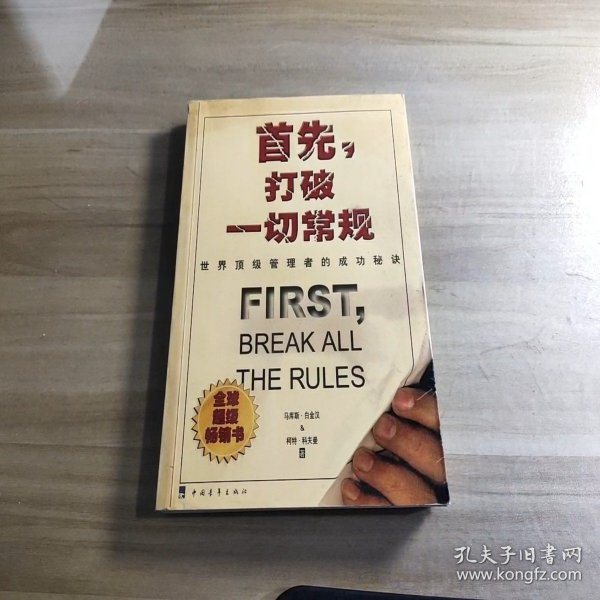 首先，
打破
一切常规
世界顶级管理者的成功秘诀
FIRST,
BREAK ALL
THE RULES
全球
超级
畅销书
马库斯·白金汉
&
柯特·科夫曼
著
中国青年出版社
孔夫子旧书网
www.kongfz.com